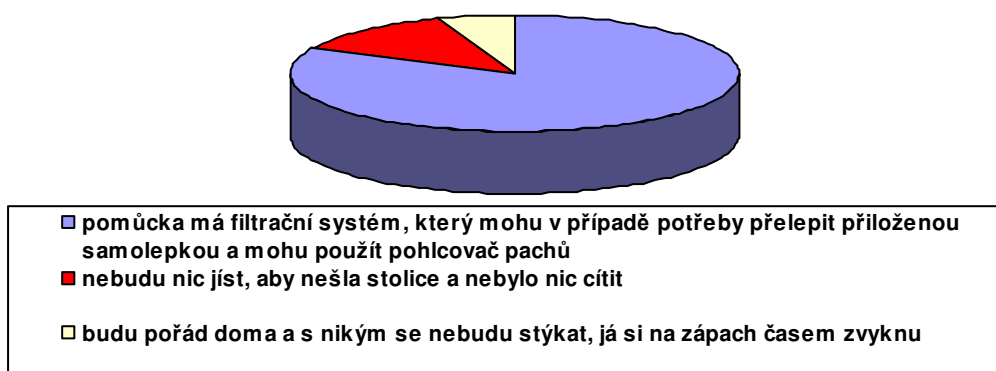 pomůcka má filtrační systém, který mohu v případě potřeby přelepit přiloženou
samolepkou a mohu použít pohlcovač pachů
nebudu nic jíst, aby nešla stolice a nebylo nic cítit
budu pořád doma a s nikým se nebudu stýkat, já si na zápach časem zvyknu